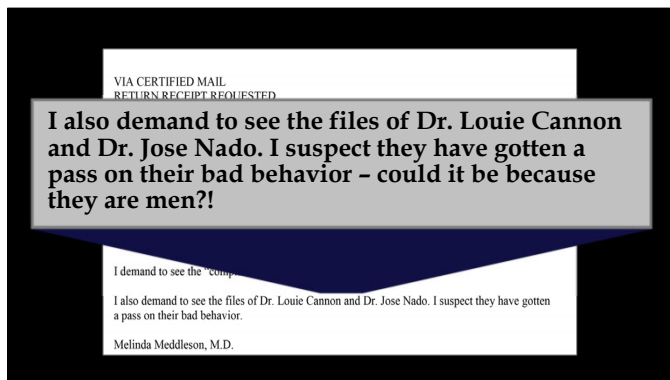 VIA CERTIFIED MAIL
RETURN RECEIPT REQUESTED
I also demand to see the files of Dr. Louie Cannon
and Dr. Jose Nado. I suspect they have gotten a
pass on their bad behavior – could it be because
they are men?!
I demand to see the
I also demand to see the files of Dr. Louie Cannon and Dr. Jose Nado. I suspect they have gotten
a pass on their bad behavior.
Melinda Meddleson, M.D.